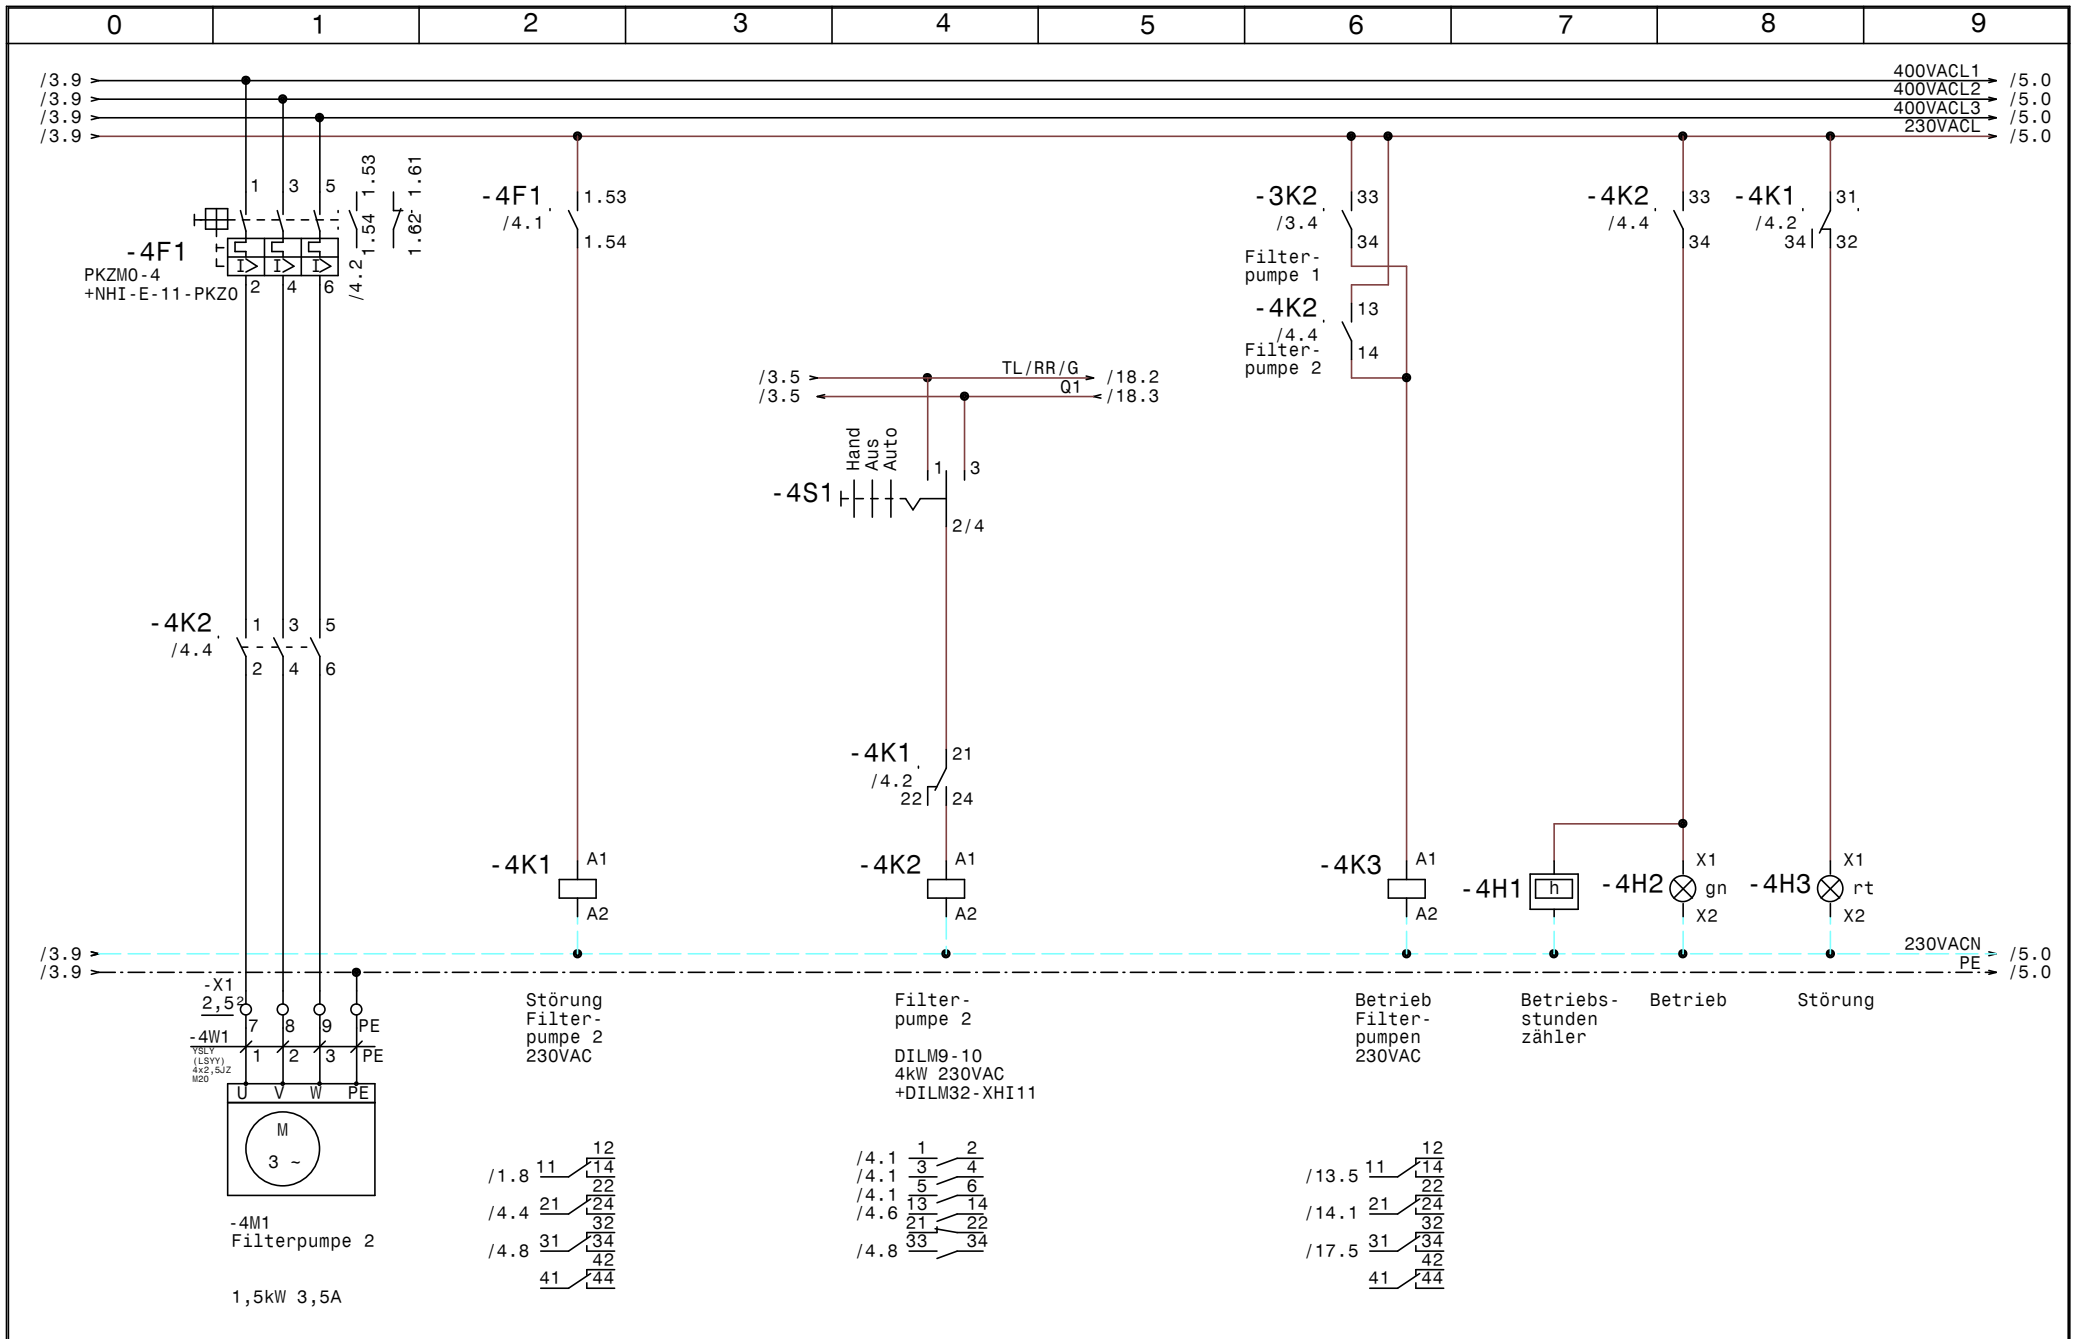 0 1 2 3 4 5 6 7 8 9
/3.9 400VACL1 /5.0
/3.9 400VACL2 /5.0
/3.9 400VACL3 /5.0
/3.9 230VACL /5.0
1 3 5 1.53 1.54 1.61 1.62
-4F1
PKZM0-4
+NHI-E-11-PKZ0
I> I> I>
2 4 6 /4.2
-4F1 1.53
/4.1
1.54
-3K2 33
/3.4
34
Filter-
pumpe 1
-4K2 13
/4.4
14
Filter-
pumpe 2
-4K2 33
/4.4
34
-4K1 31
/4.2
34 32
/3.5 TL/RR/G /18.2
/3.5 Q1 /18.3
Hand
Aus
Auto
1 3
-4S1
2/4
-4K2 1 3 5
/4.4
2 4 6
-4K1 21
/4.2
22 24
-4K1 A1
A2
-4K2 A1
A2
-4K3 A1
A2
-4H1 h
-4H2 X1
gn
X2
-4H3 X1
rt
X2
/3.9 230VACN /5.0
/3.9 PE /5.0
-X1
2,5²
7 8 9 PE
-4W1
YSLY
(LSYY)
4x2,5JZ
M20
1 2 3 PE
U V W PE
M
3 ~
-4M1
Filterpumpe 2
1,5kW 3,5A
Störung
Filter-
pumpe 2
230VAC
Filter-
pumpe 2
DILM9-10
4kW 230VAC
+DILM32-XHI11
Betrieb
Filter-
pumpen
230VAC
Betriebs-
stunden
zähler
Betrieb
Störung
12
/1.8 11 14
22
/4.4 21 24
32
/4.8 31 34
42
41 44
/4.1 1 2
/4.1 3 4
/4.1 5 6
/4.6 13 14
21 22
/4.8 33 34
12
/13.5 11 14
22
/14.1 21 24
32
/17.5 31 34
42
41 44